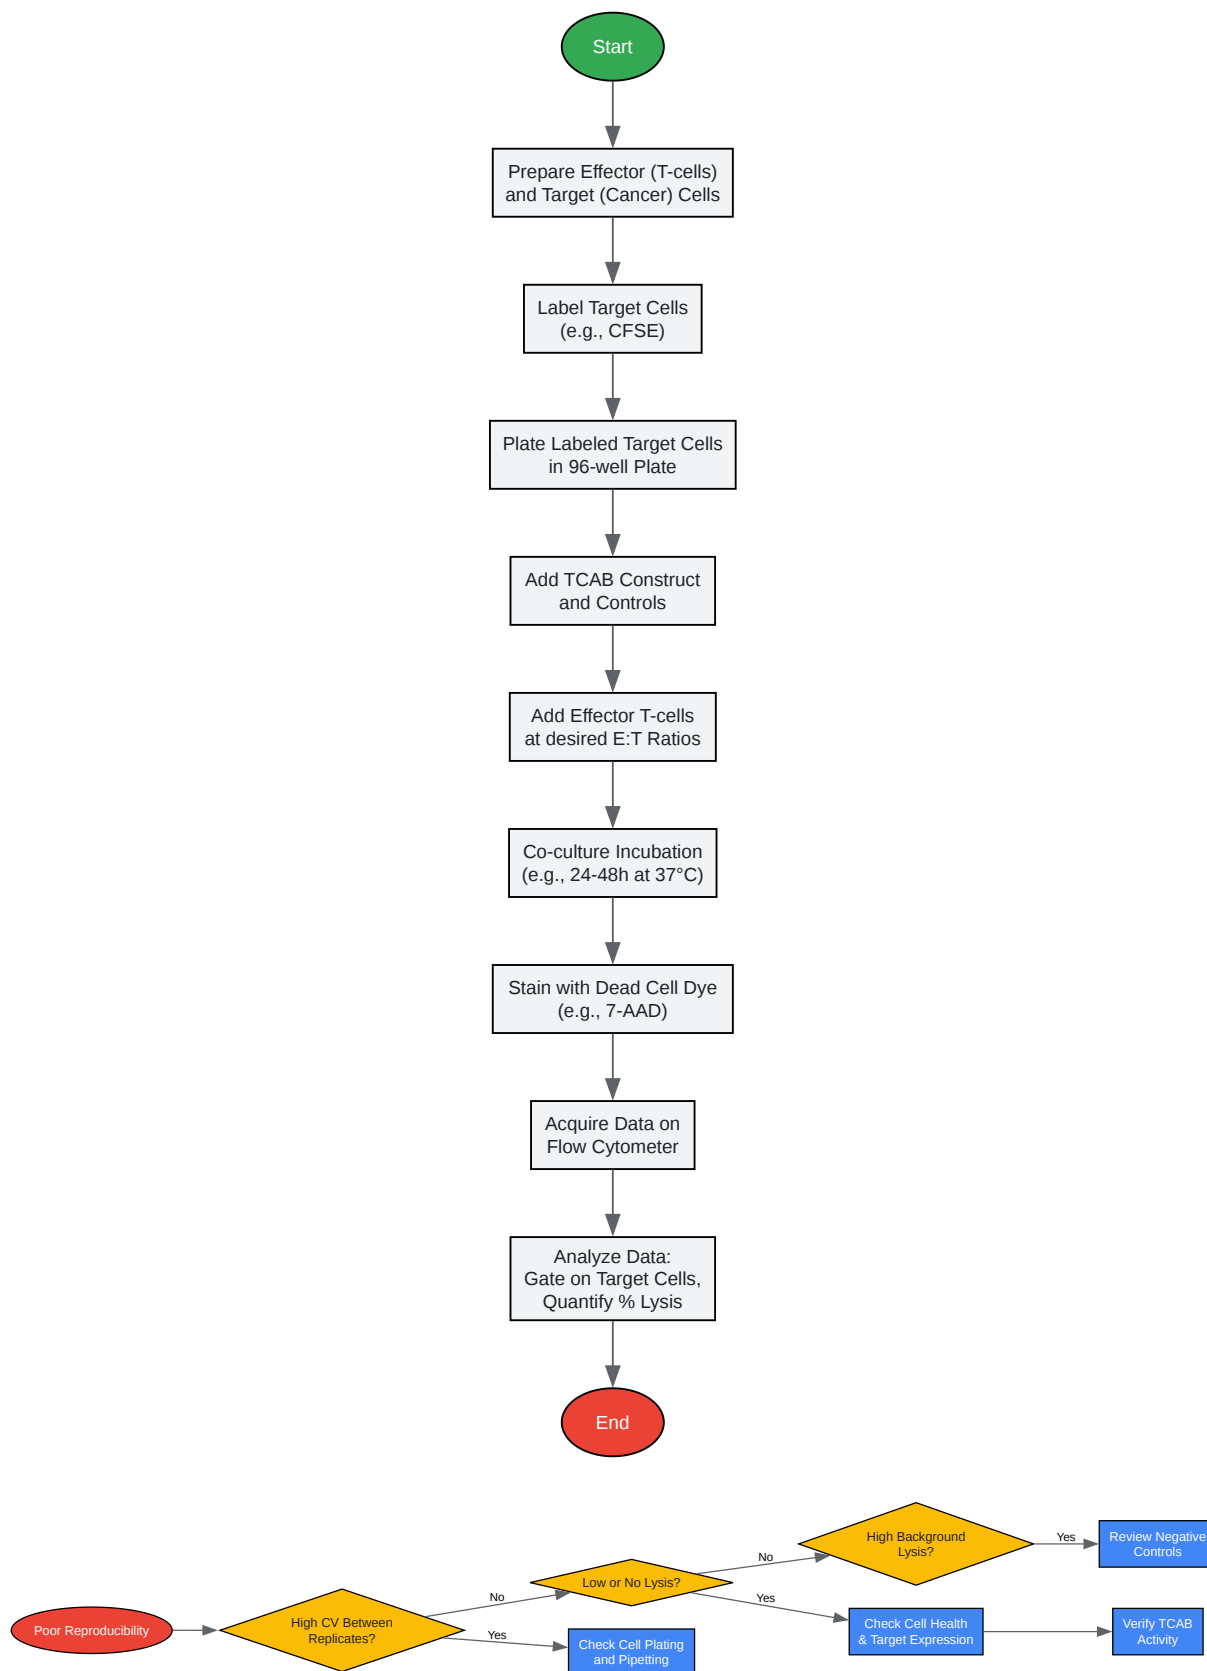 Start
Prepare Effector (T-cells)
and Target (Cancer) Cells
Label Target Cells
(e.g., CFSE)
Plate Labeled Target Cells
in 96-well Plate
Add TCAB Construct
and Controls
Add Effector T-cells
at desired E:T Ratios
Co-culture Incubation
(e.g., 24-48h at 37°C)
Stain with Dead Cell Dye
(e.g., 7-AAD)
Acquire Data on
Flow Cytometer
Analyze Data:
Gate on Target Cells,
Quantify % Lysis
End
Poor Reproducibility
High CV Between
Replicates?
No
Yes
Check Cell Plating
and Pipetting
Low or No Lysis?
No
Yes
High Background
Lysis?
Yes
Review Negative
Controls
Check Cell Health
& Target Expression
Verify TCAB
Activity